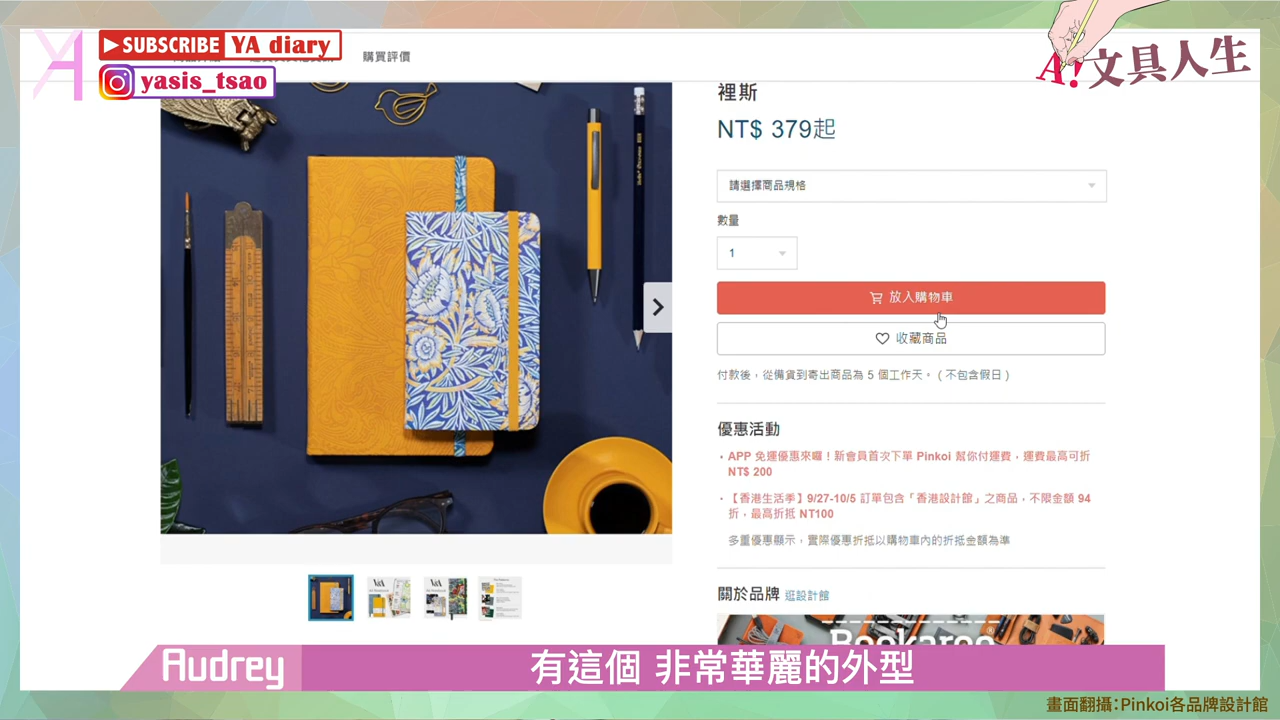 SUBSCRIBE YA diary
yasis_tsao
購買評價
A!文具人生
裡斯
NT$ 379起
請選擇商品規格
數量
1
放入購物車
收藏商品
付款後，從備貨到寄出商品為 5 個工作天。（不包含假日）
優惠活動
• APP 免運優惠來囉！新會員首次下單 Pinkoi 幫你付運費，運費最高可折
NT$ 200
• 【香港生活季】9/27-10/5 訂單包含「香港設計館」之商品，不限金額 94
折，最高折抵 NT100
多重優惠顯示，實際優惠折抵以購物車內的折抵金額為準
關於品牌 逛設計館
Bookaroo
V&A
V&A
Audrey
有這個 非常華麗的外型
畫面翻攝：Pinkoi各品牌設計館